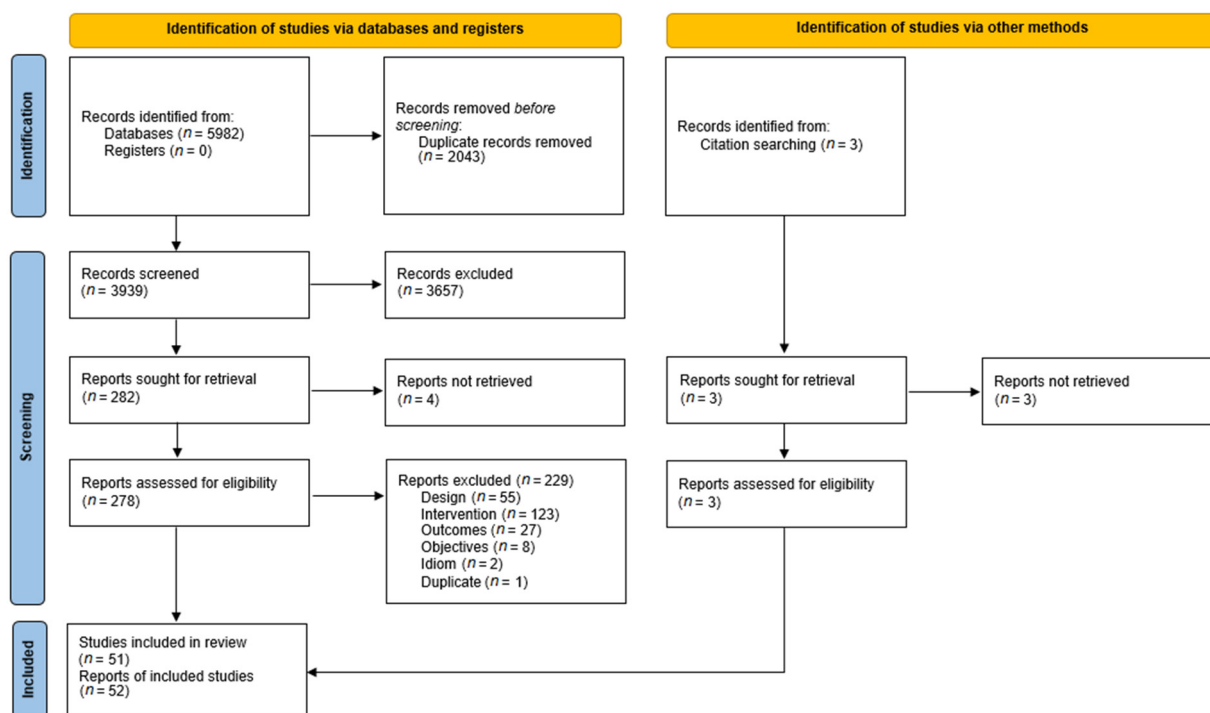 Identification of studies via databases and registers
Identification of studies via other methods
Identification
Records identified from:
Databases (n = 5982)
Registers (n = 0)
Records removed before
screening:
Duplicate records removed
(n = 2043)
Records identified from:
Citation searching (n = 3)
Screening
Records screened
(n = 3939)
Records excluded
(n = 3657)
Reports sought for retrieval
(n = 282)
Reports not retrieved
(n = 4)
Reports sought for retrieval
(n = 3)
Reports not retrieved
(n = 3)
Reports assessed for eligibility
(n = 278)
Reports excluded (n = 229)
Design (n = 55)
Intervention (n = 123)
Outcomes (n = 27)
Objectives (n = 8)
Idiom (n = 2)
Duplicate (n = 1)
Reports assessed for eligibility
(n = 3)
Included
Studies included in review
(n = 51)
Reports of included studies
(n = 52)